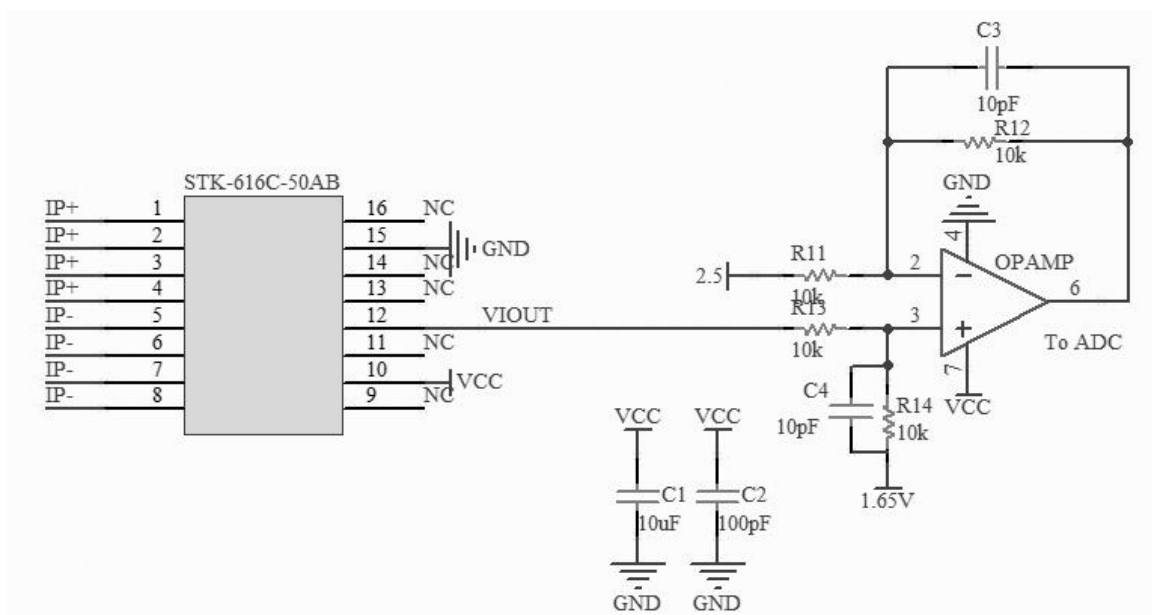 C3
10pF
R12
10k
STK-616C-50AB
GND
IP+ 1 16 NC
IP+ 2 15 GND
IP+ 3 14 NC
IP+ 4 13 NC
IP- 5 12 VIOUT
IP- 6 11 NC
IP- 7 10 VCC
IP- 8 9 NC
4
R11
OPAMP
2.5
10k
2
6
R13
10k
3
To ADC
7
VCC
C4
10pF
R14
10k
1.65V
VCC
VCC
C1
10uF
C2
100pF
GND
GND